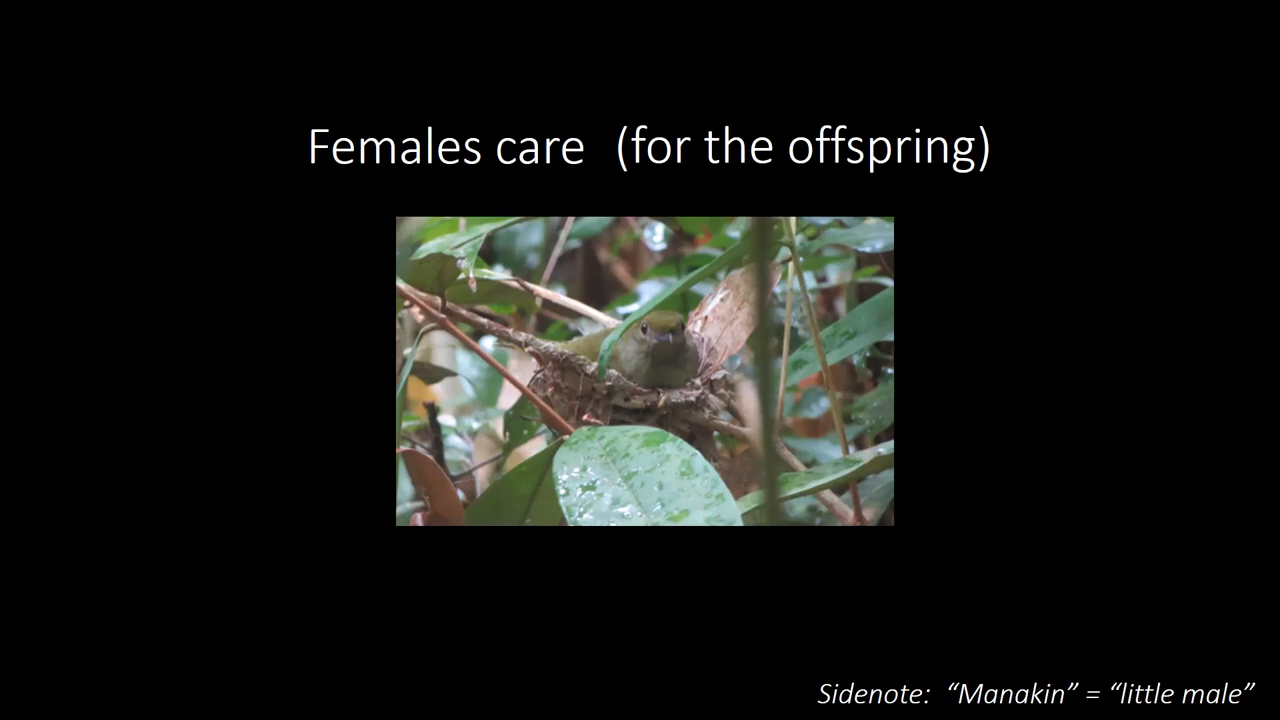 Females care (for the offspring)
Sidenote: “Manakin” = “little male”